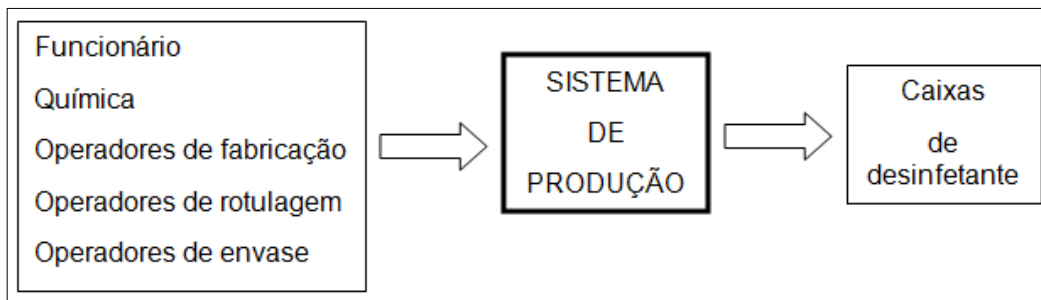 Funcionário
Química
Operadores de fabricação
Operadores de rotulagem
Operadores de envase
SISTEMA
DE
PRODUÇÃO
Caixas
de
desinfetante